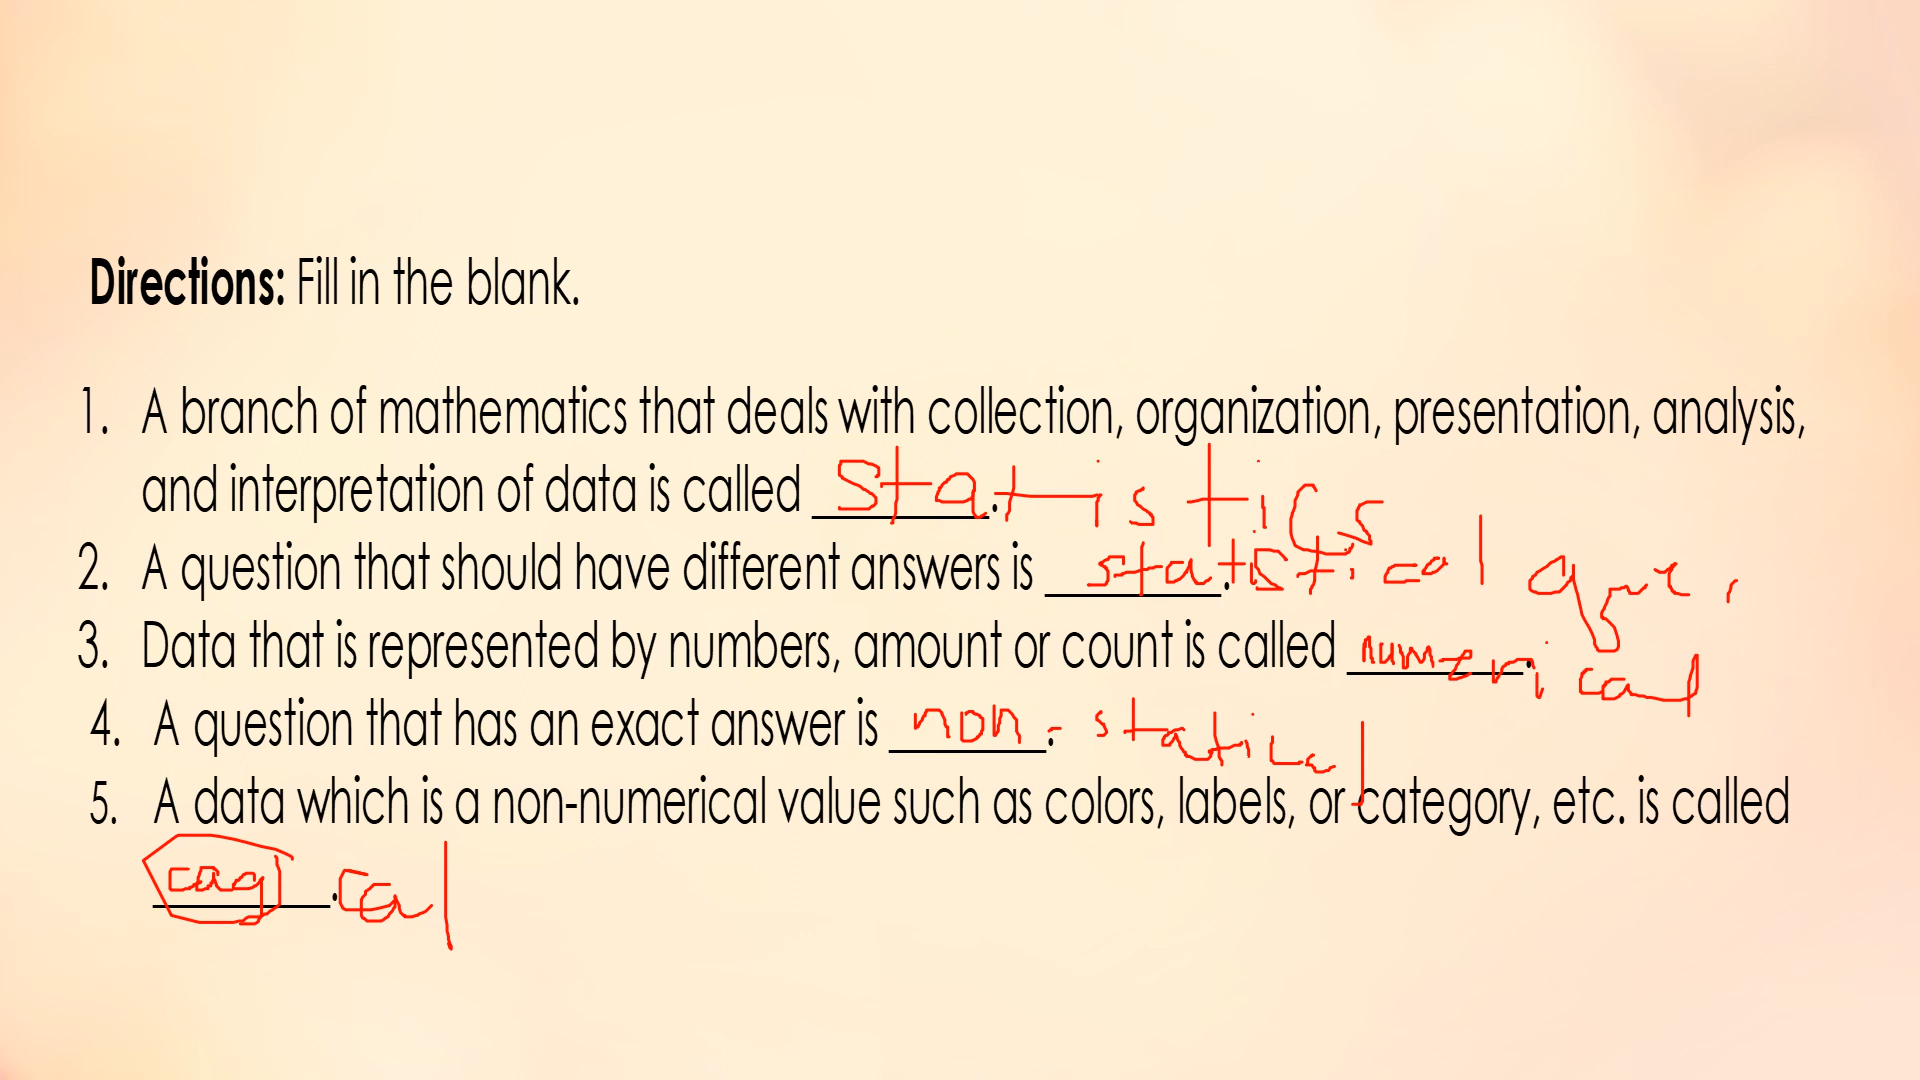 Directions: Fill in the blank.
1. A branch of mathematics that deals with collection, organization, presentation, analysis,
and interpretation of data is called statistics.
2. A question that should have different answers is statistical
3. Data that is represented by numbers, amount or count is called numerical.
4. A question that has an exact answer is non-statical
5. A data which is a non-numerical value such as colors, labels, or category, etc. is called
cag cal.